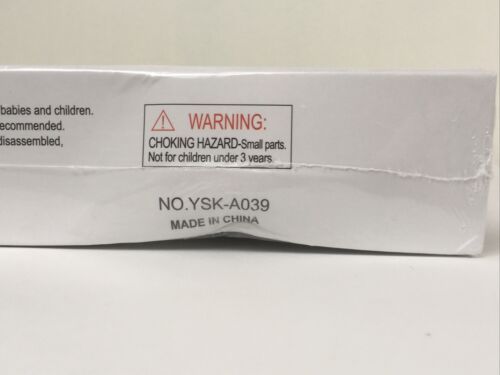 babies and children.
ecommended.
disassembled,
WARNING:
CHOKING HAZARD-Small parts.
Not for children under 3 years.
NO.YSK-A039
MADE IN CHINA